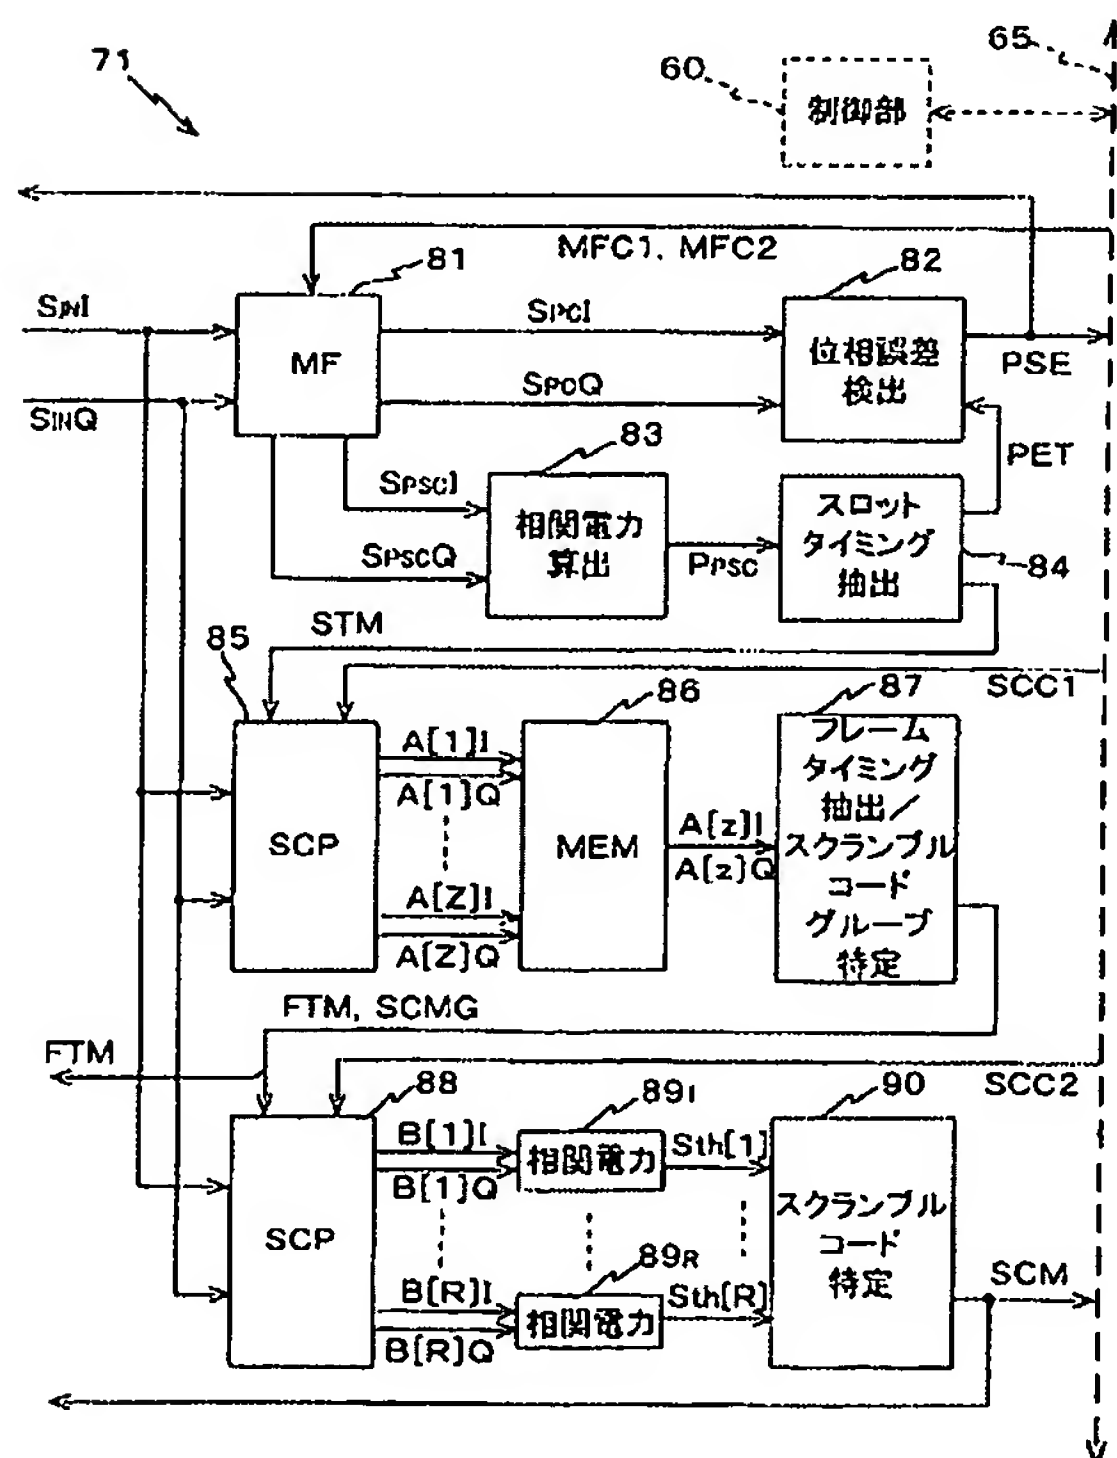 71
60
65
制御部
MFC1, MFC2
81
82
SINI
SPCI
MF
位相誤差
検出
PSE
SINQ
SPCQ
83
PET
SPSCI
相関電力
算出
SPSCQ
PPSC
スロット
タイミング
抽出
84
STM
85
SCC1
86
87
A[1]I
A[1]Q
SCP
MEM
A[z]I
A[z]Q
フレーム
タイミング
抽出/
スクランブル
コード
グループ
特定
A[Z]I
A[Z]Q
FTM, SCMG
FTM
SCC2
88
891
90
B[1]I
相関電力
Sth[1]
B[1]Q
SCP
スクランブル
コード
特定
89R
B[R]I
相関電力
Sth[R]
B[R]Q
SCM